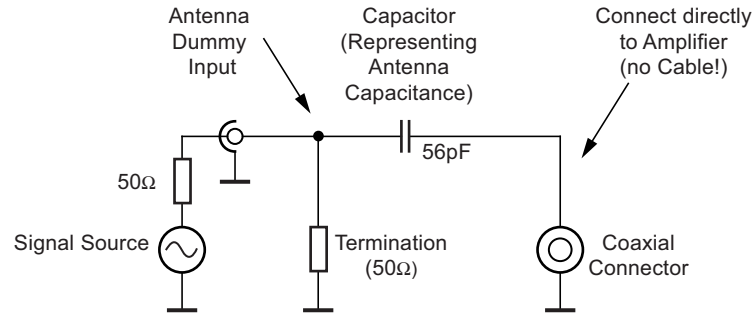 Antenna
Dummy
Input
Capacitor
(Representing
Antenna
Capacitance)
Connect directly
to Amplifier
(no Cable!)
56pF
50Ω
Signal Source
Termination
(50Ω)
Coaxial
Connector